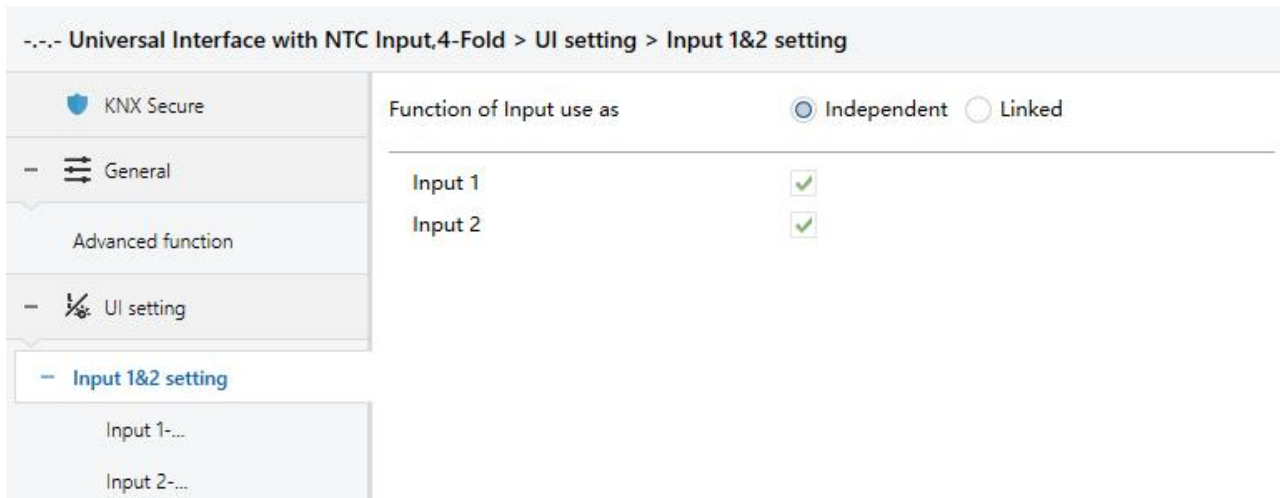 -.-.- Universal Interface with NTC Input,4-Fold > UI setting > Input 1&2 setting
KNX Secure
General
Advanced function
UI setting
Input 1&2 setting
Input 1-...
Input 2-...
Function of Input use as Independent Linked
Input 1
Input 2